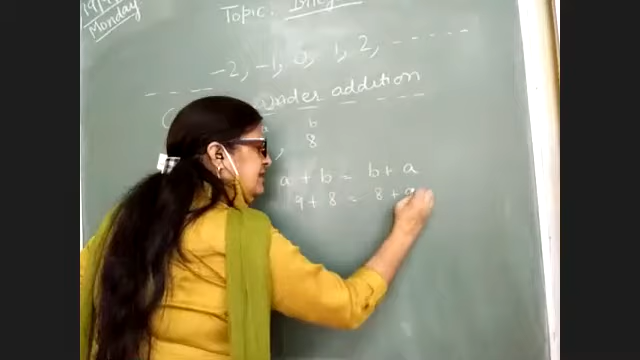 Monday
Topic:
-----2, -1, 0, 1, 2, -----
under addition
b
8
a + b = b + a
9 + 8 = 8 + 9